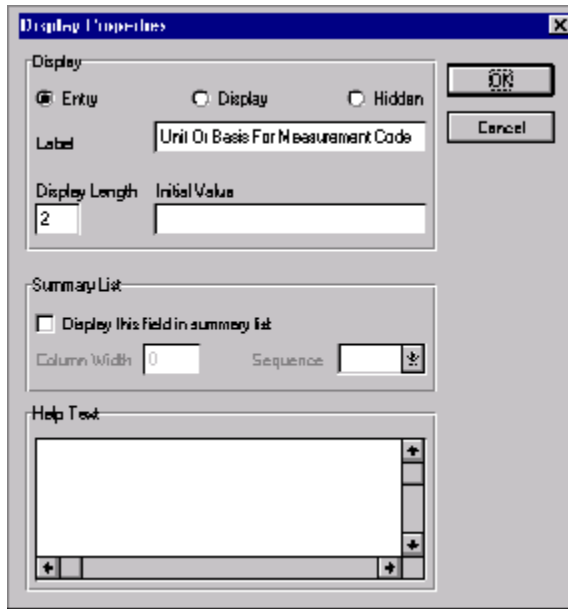 Display Properties
Display
OK
Entry Display Hidden
Cancel
Label Unit Or Basis For Measurement Code
Display Length Initial Value
2
Summary List
Display this field in summary list
Column Width 0 Sequence
Help Text